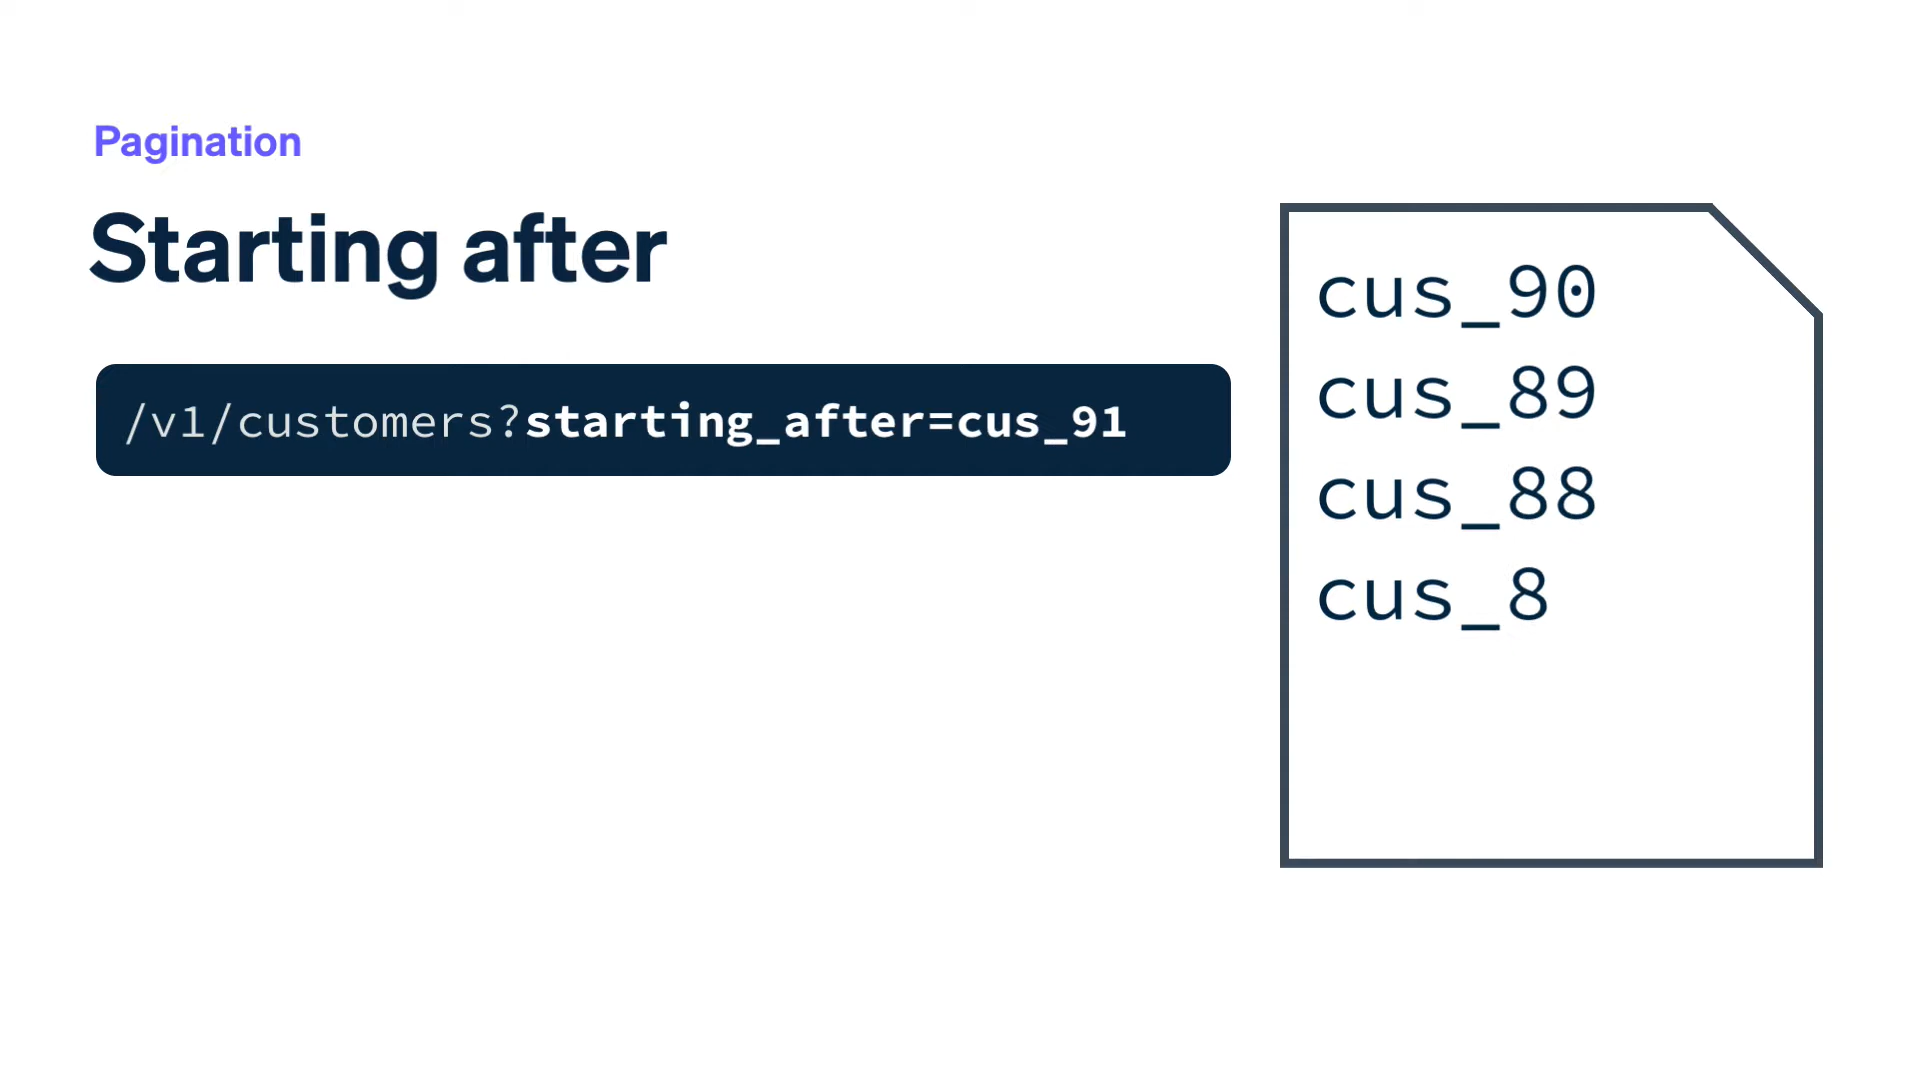 Pagination
Starting after
/v1/customers?starting_after=cus_91
cus_90
cus_89
cus_88
cus_8